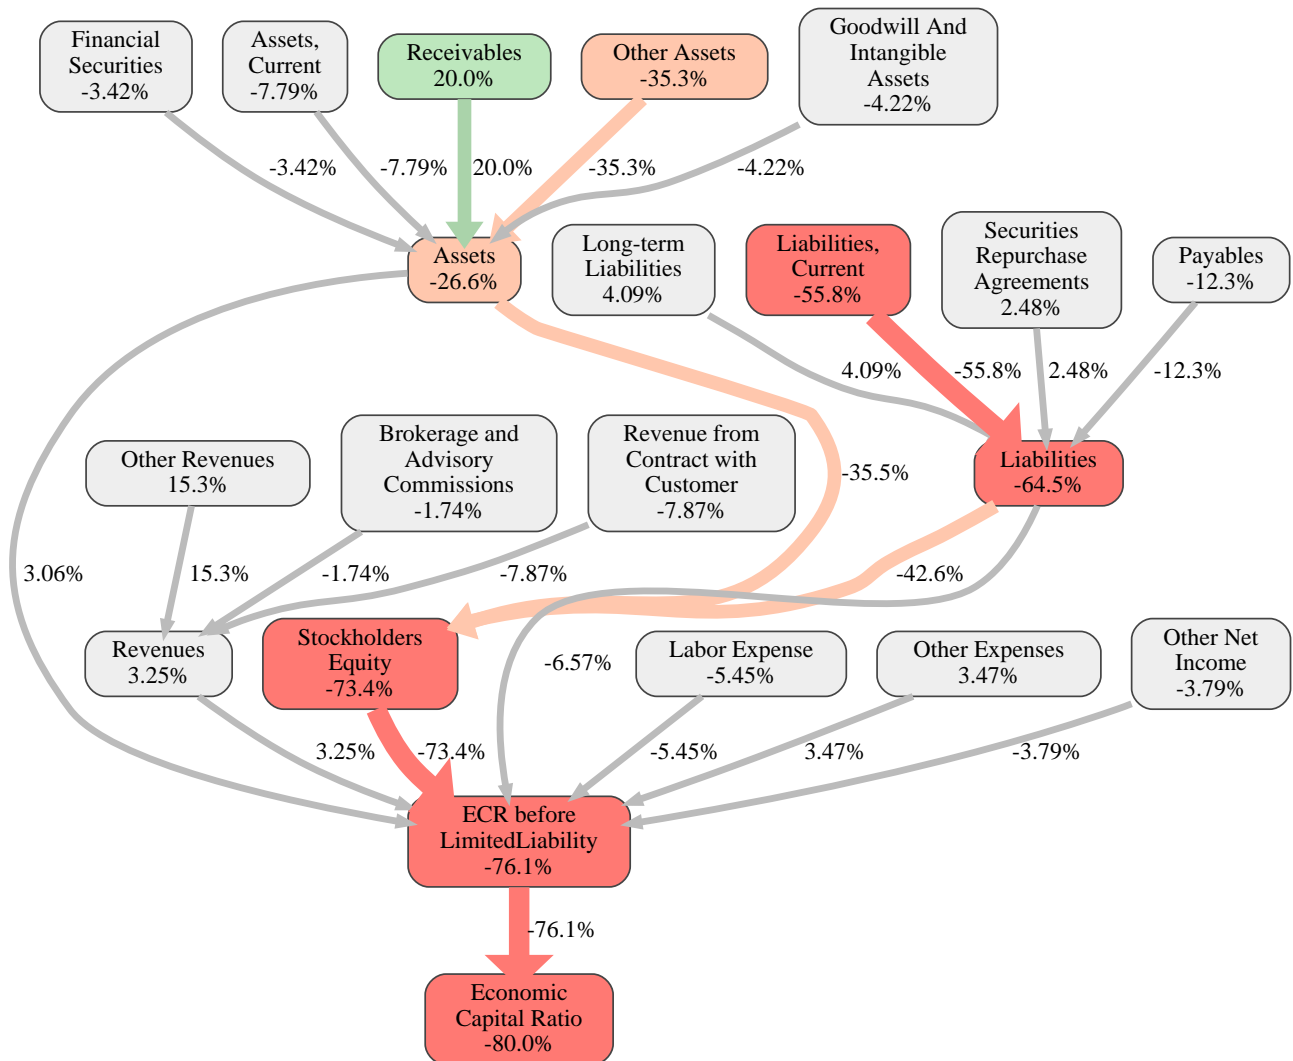 Financial
Securities
-3.42%
Assets,
Current
-7.79%
Receivables
20.0%
Other Assets
-35.3%
Goodwill And
Intangible
Assets
-4.22%
-3.42%
-7.79%
20.0%
-35.3%
-4.22%
Assets
-26.6%
Long-term
Liabilities
4.09%
Liabilities,
Current
-55.8%
Securities
Repurchase
Agreements
2.48%
Payables
-12.3%
4.09%
-55.8%
2.48%
-12.3%
Other Revenues
15.3%
Brokerage and
Advisory
Commissions
-1.74%
Revenue from
Contract with
Customer
-7.87%
-35.5%
Liabilities
-64.5%
3.06%
15.3%
-1.74%
-7.87%
-42.6%
Revenues
3.25%
Stockholders
Equity
-73.4%
-6.57%
Labor Expense
-5.45%
Other Expenses
3.47%
Other Net
Income
-3.79%
3.25%
-73.4%
-5.45%
3.47%
-3.79%
ECR before
LimitedLiability
-76.1%
-76.1%
Economic
Capital Ratio
-80.0%